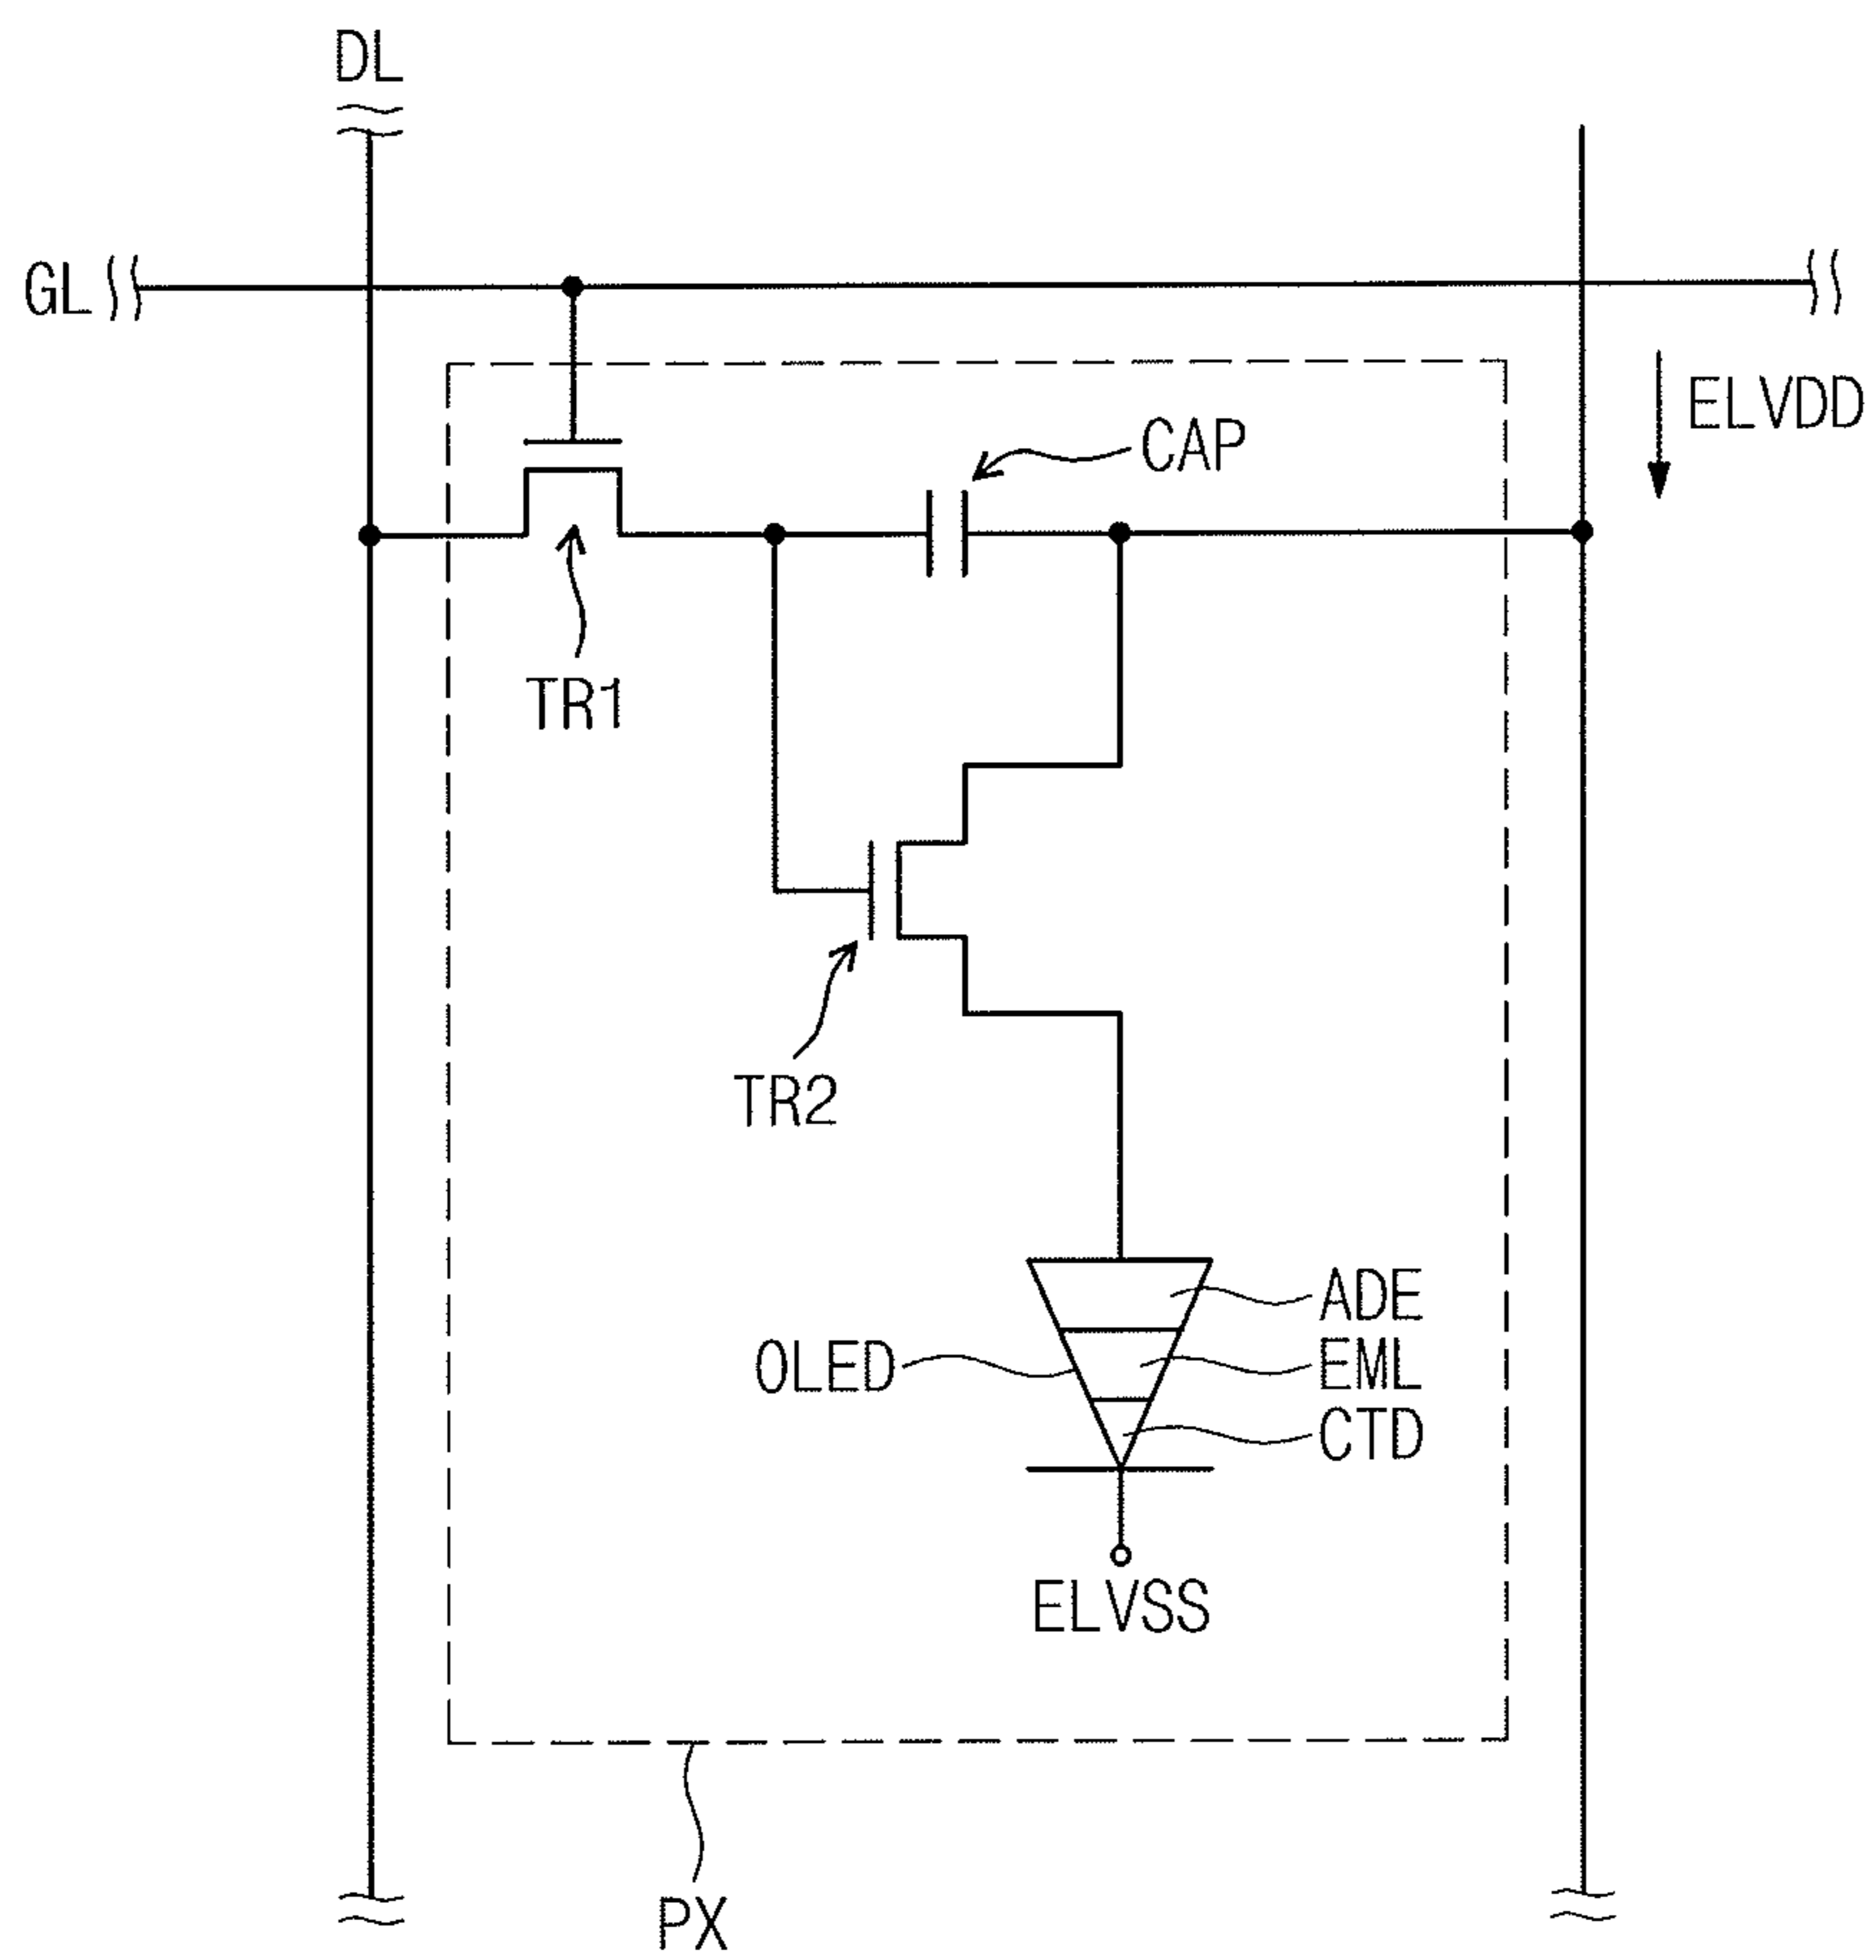 DL
GL
ELVDD
CAP
TR1
TR2
ADE
OLED
EML
CTD
ELVSS
PX